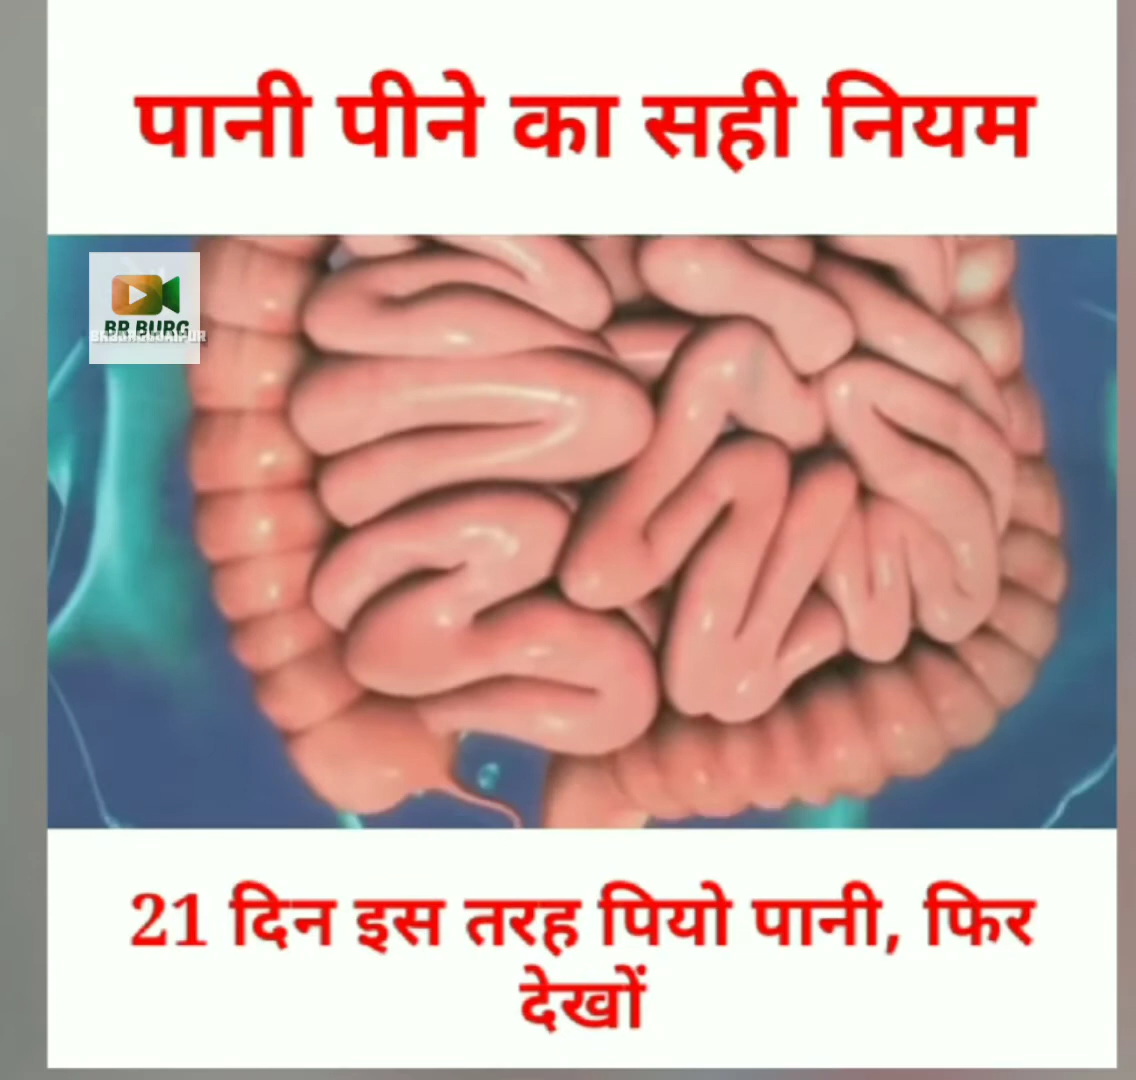 पानी पीने का सही नियम
BR BURG
21 दिन इस तरह पियो पानी, फिर
देखों